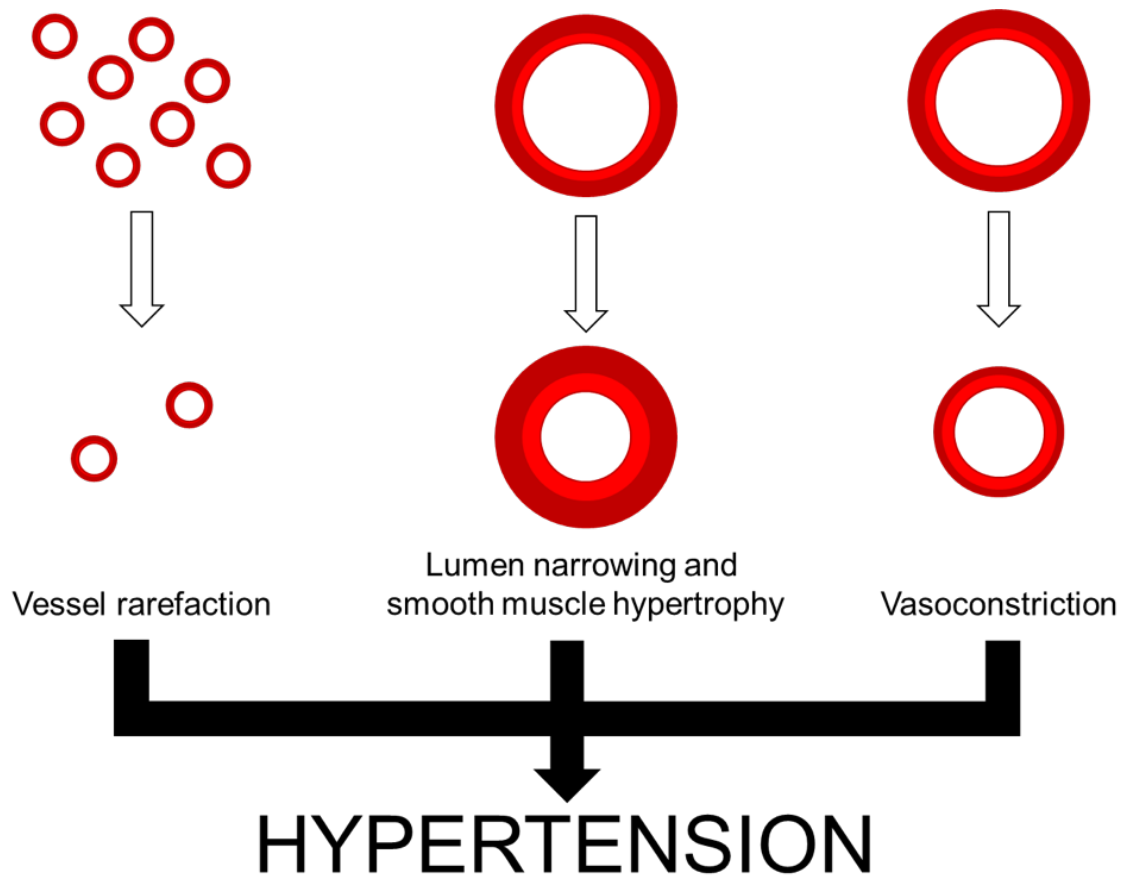 Vessel rarefaction
Lumen narrowing and
smooth muscle hypertrophy
Vasoconstriction
HYPERTENSION